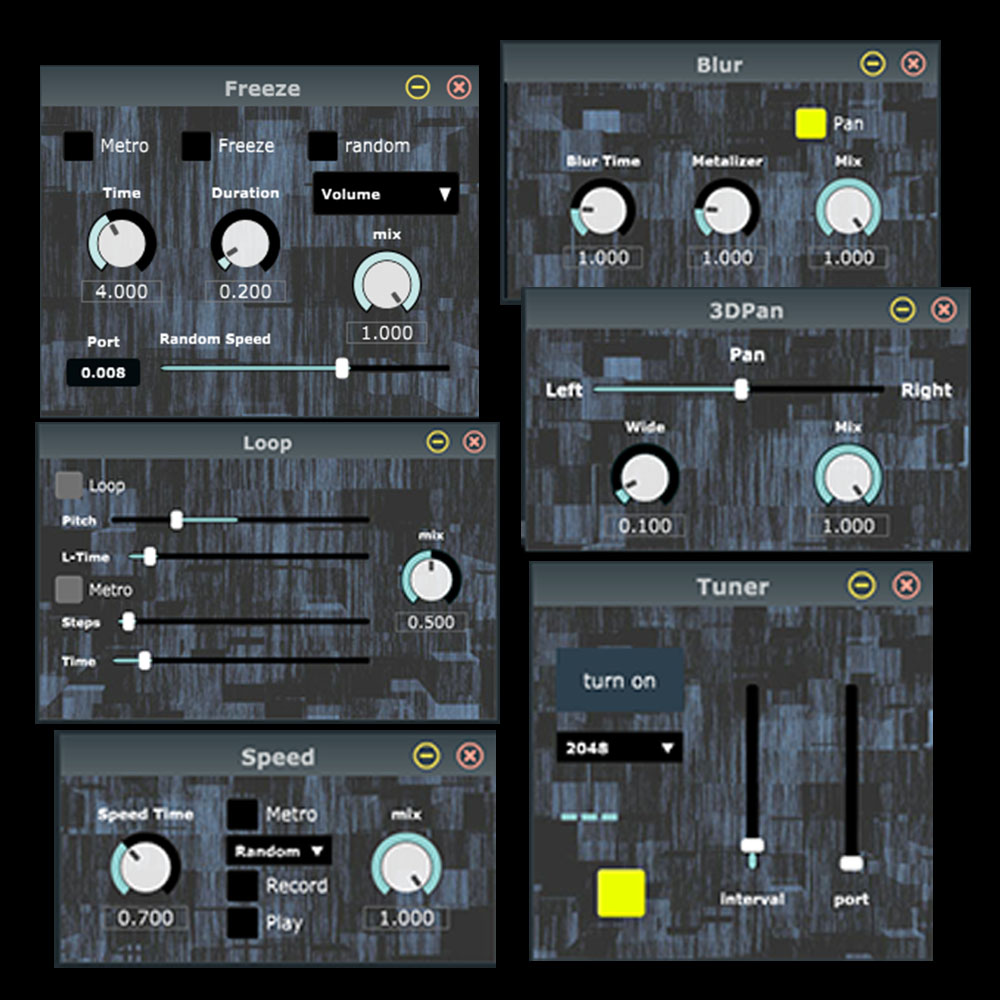 Freeze
Metro Freeze random
Time Duration Volume
mix
4.000 0.200
1.000
Port Random Speed
0.008
Loop
Loop
Pitch
L-Time
mix
Metro
0.500
Steps
Time
Speed
Speed Time Metro mix
Random
Record
0.700 Play 1.000
Blur
Pan
Blur Time Metalizer Mix
1.000 1.000 1.000
3DPan
Pan
Left Right
Wide Mix
0.100 1.000
Tuner
turn on
2048
---
interval port